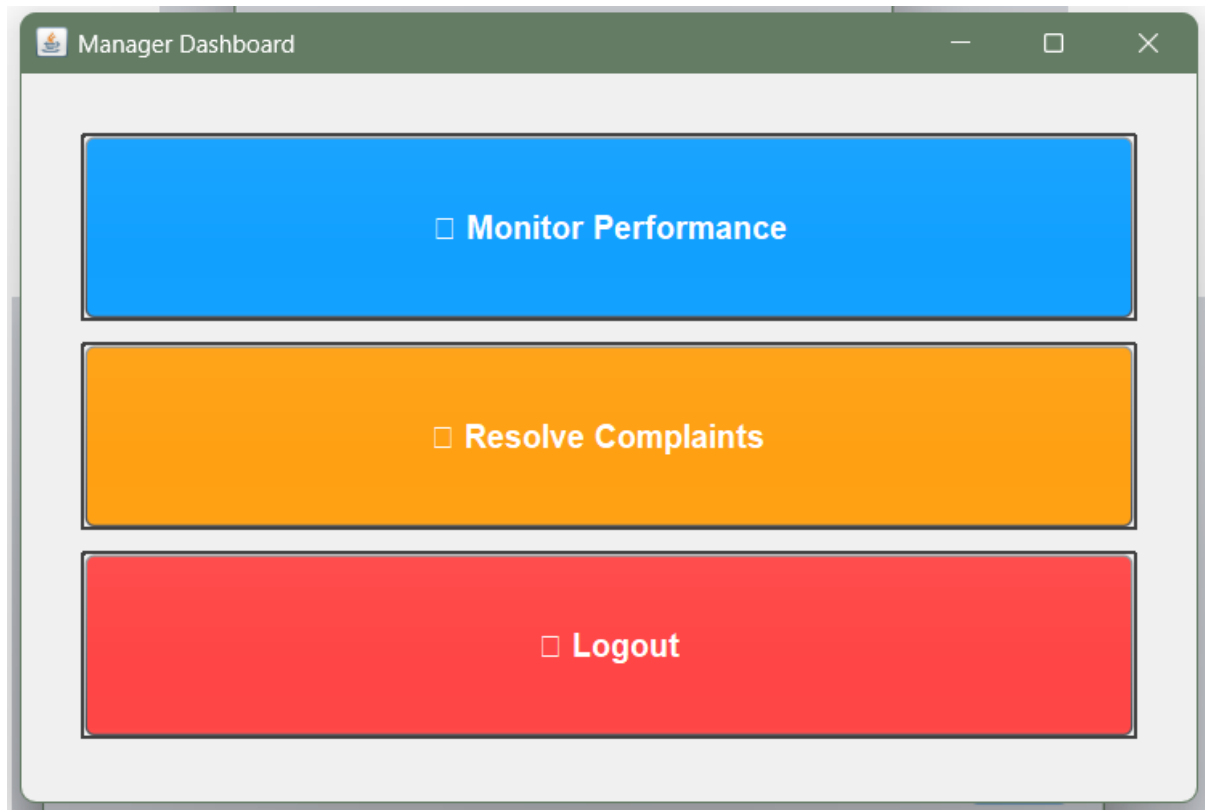 Manager Dashboard
□ Monitor Performance
□ Resolve Complaints
□ Logout